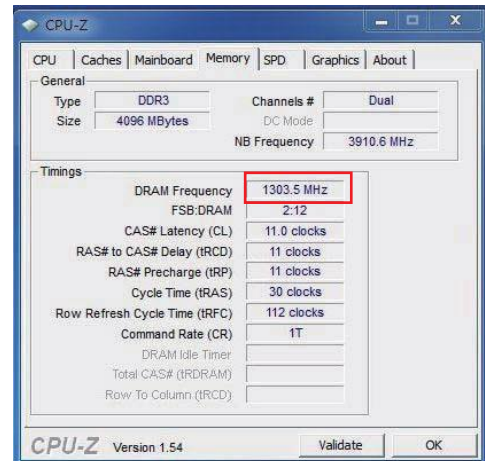 CPU-Z
CPU Caches Mainboard Memory SPD Graphics About
General
Type DDR3 Channels # Dual
Size 4096 MBytes DC Mode
NB Frequency 3910.6 MHz
Timings
DRAM Frequency 1303.5 MHz
FSB:DRAM 2:12
CAS# Latency (CL) 11.0 clocks
RAS# to CAS# Delay (tRCD) 11 clocks
RAS# Precharge (tRP) 11 clocks
Cycle Time (tRAS) 30 clocks
Row Refresh Cycle Time (tRFC) 112 clocks
Command Rate (CR) 1T
DRAM Idle Timer
Total CAS# (tRDRAM)
Row To Column (tRCD)
CPU-Z Version 1.54 Validate OK